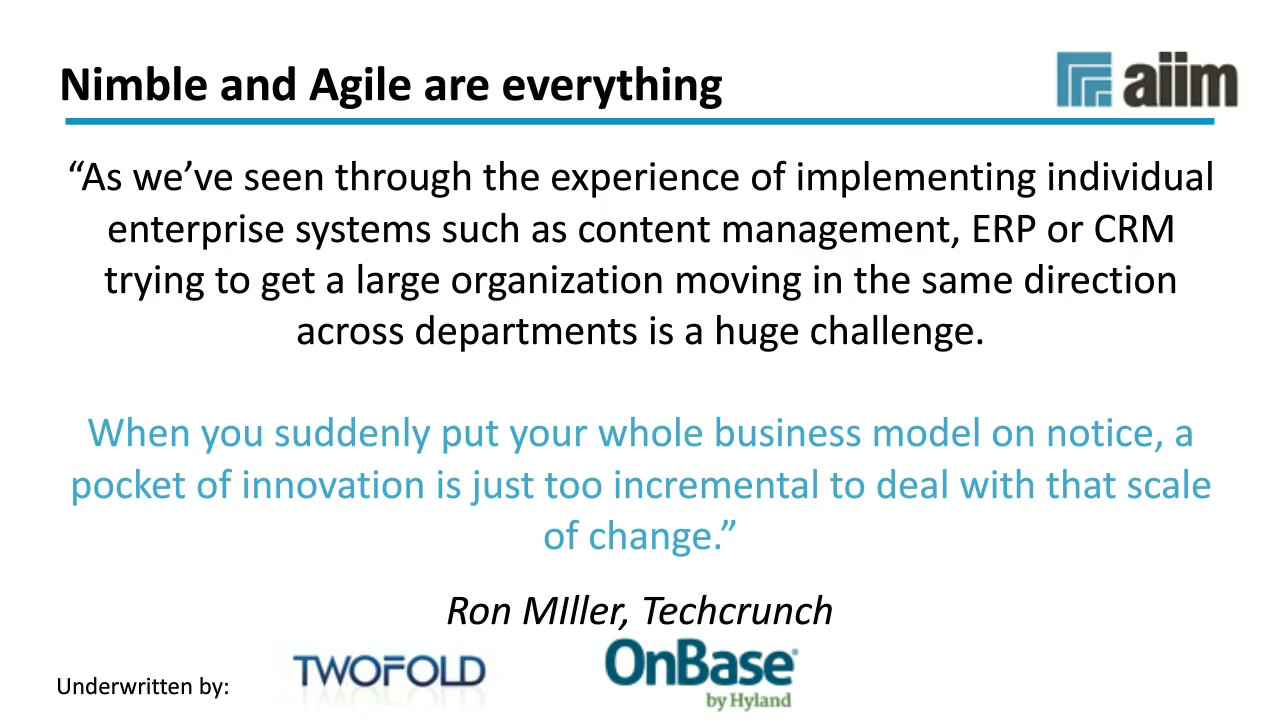 Nimble and Agile are everything
aiim
“As we’ve seen through the experience of implementing individual
enterprise systems such as content management, ERP or CRM
trying to get a large organization moving in the same direction
across departments is a huge challenge.
When you suddenly put your whole business model on notice, a
pocket of innovation is just too incremental to deal with that scale
of change.”
Ron MIller, Techcrunch
Underwritten by:
TWOFOLD
OnBase®
by Hyland